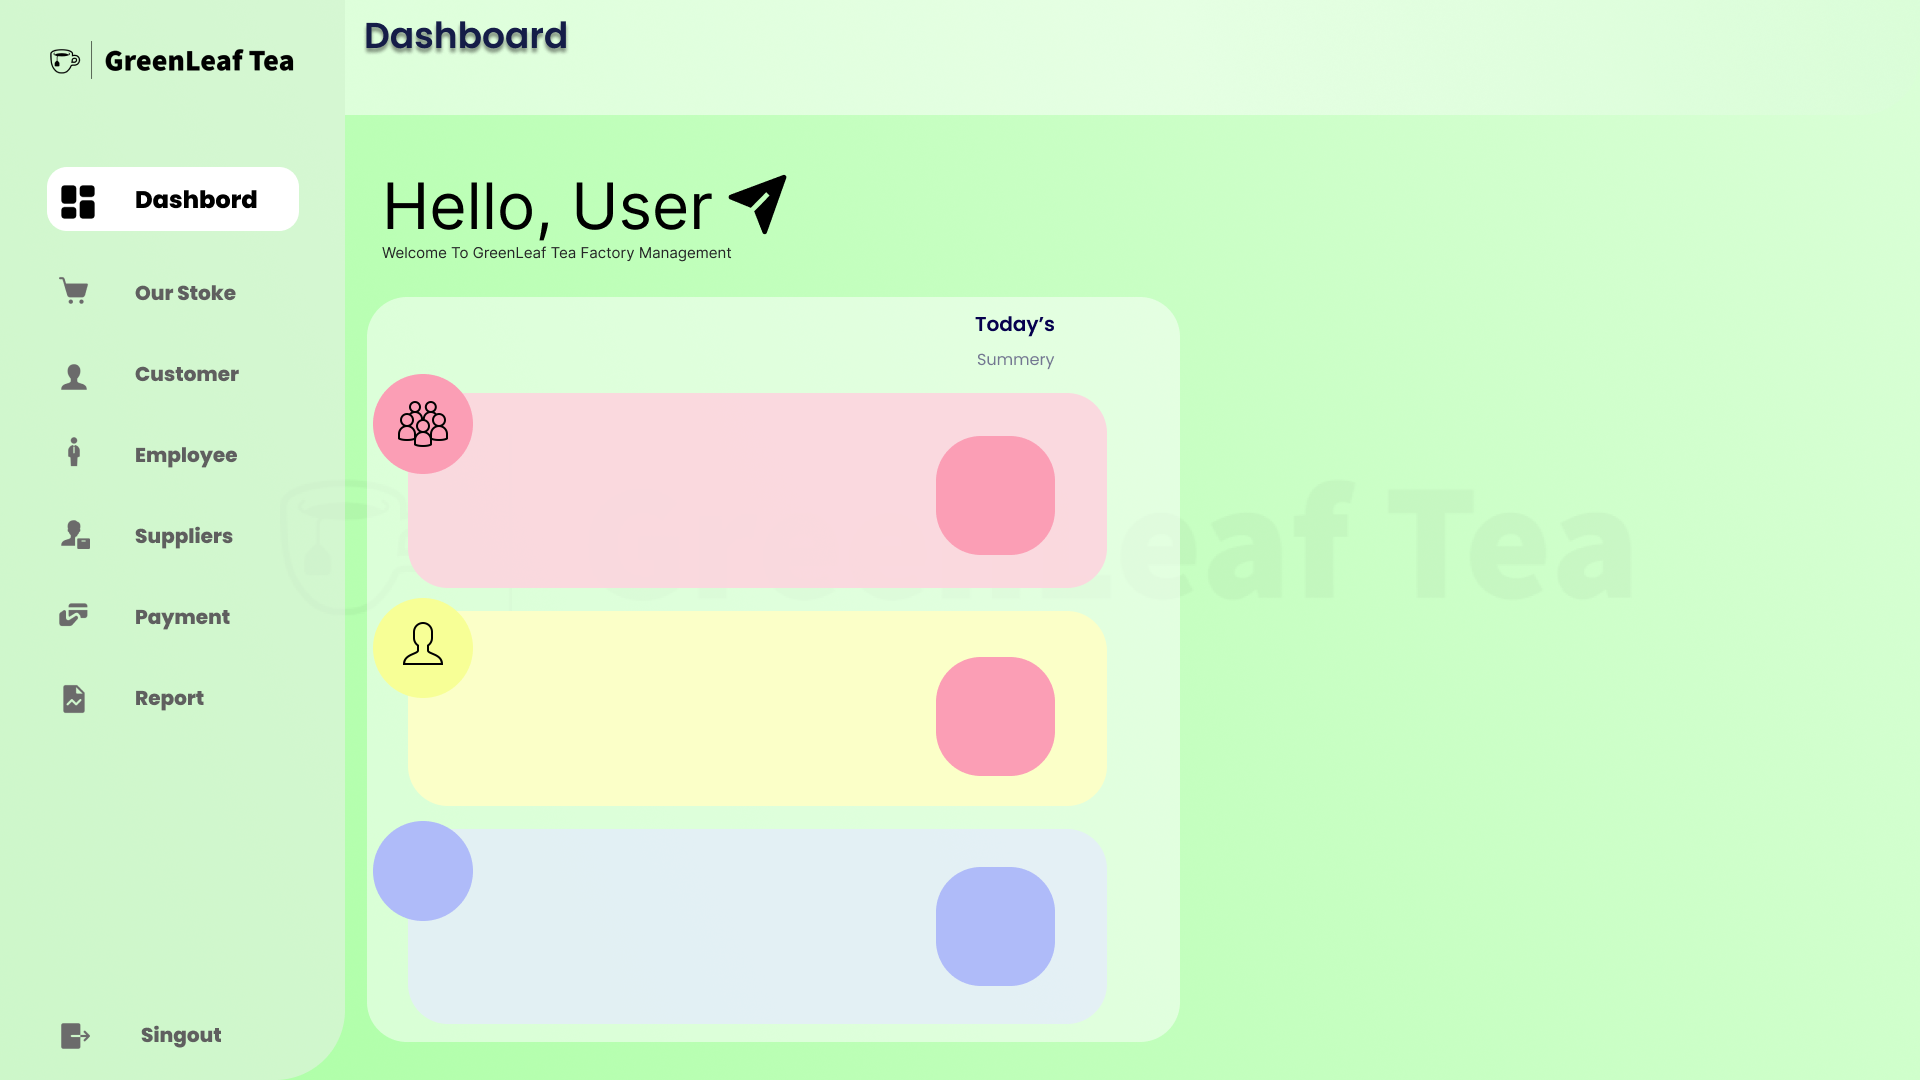 GreenLeaf Tea
Dashboard
Dashbord
Our Stoke
Customer
Employee
Suppliers
Payment
Report
Singout
Hello, User
Welcome To GreenLeaf Tea Factory Management
Today’s
Summery
GreenLeaf Tea